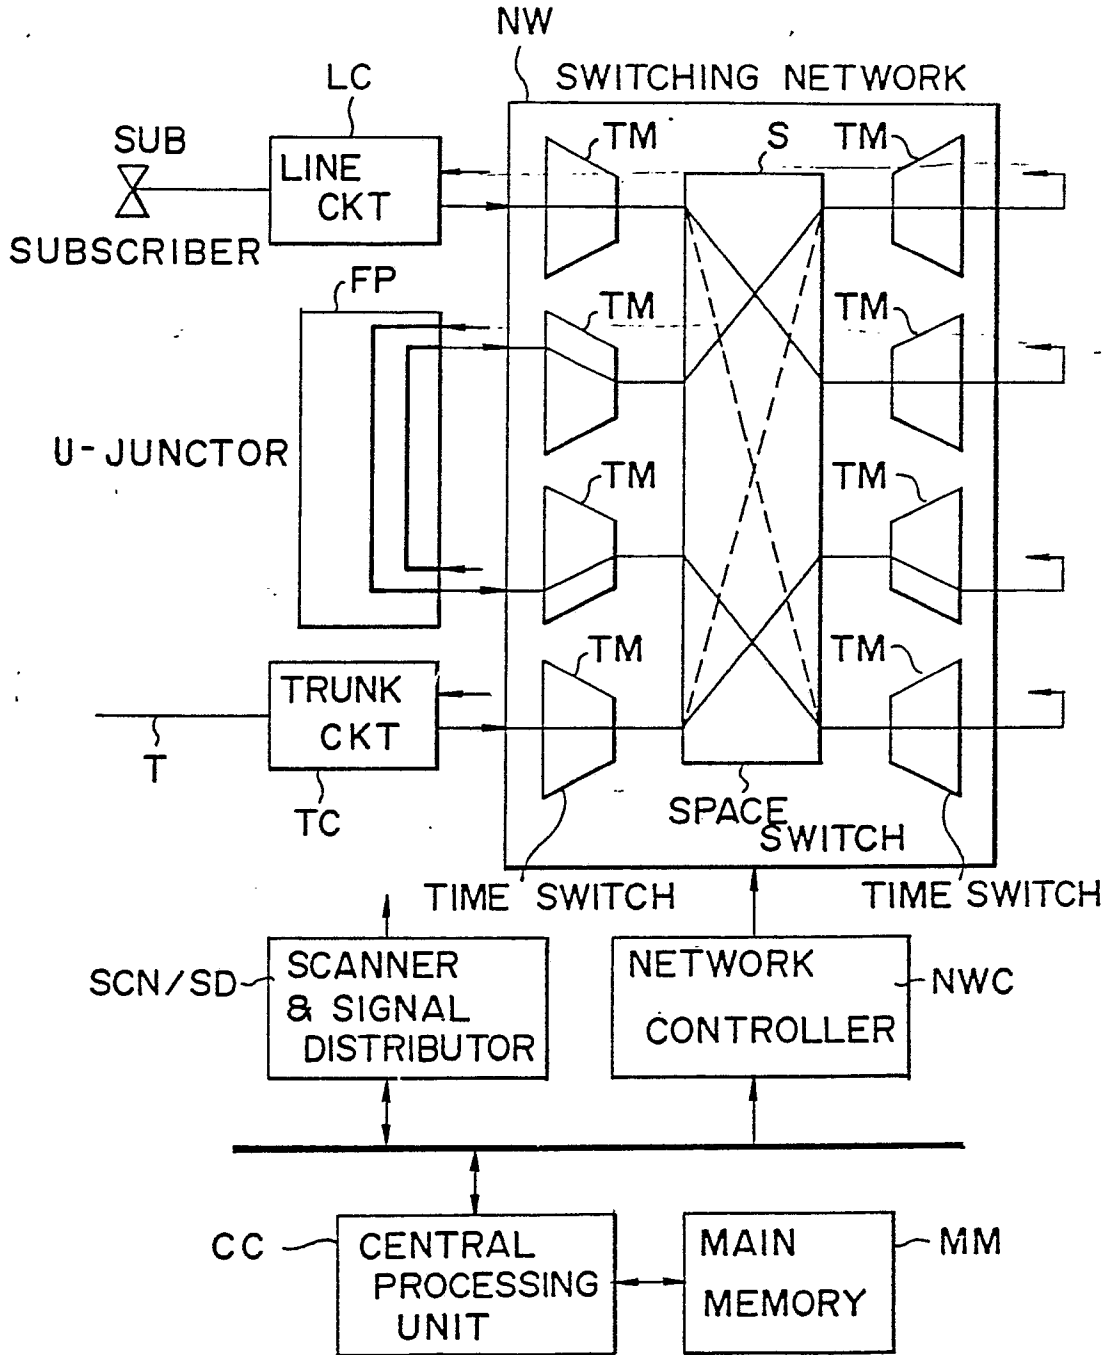 NW
SWITCHING NETWORK
LC
SUB
LINE
CKT
SUBSCRIBER
TM
S
TM
FP
TM
TM
U-JUNCTOR
TM
TM
TRUNK
CKT
TM
TM
T
TC
SPACE
SWITCH
TIME SWITCH
TIME SWITCH
SCN/SD
SCANNER
& SIGNAL
DISTRIBUTOR
NETWORK
CONTROLLER
NWC
CC
CENTRAL
PROCESSING
UNIT
MAIN
MEMORY
MM